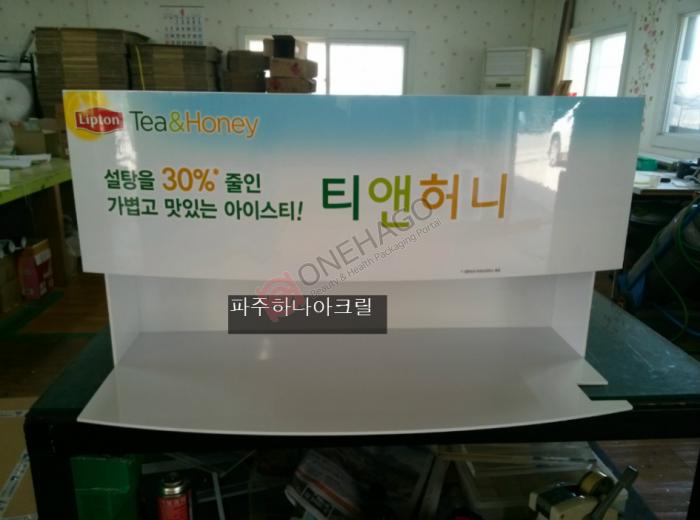 Lipton Tea&Honey
설탕을 30%* 줄인
가볍고 맛있는 아이스티!
티앤허니
ONEHAGO
Beauty & Health Packaging Portal
파주하나아크릴